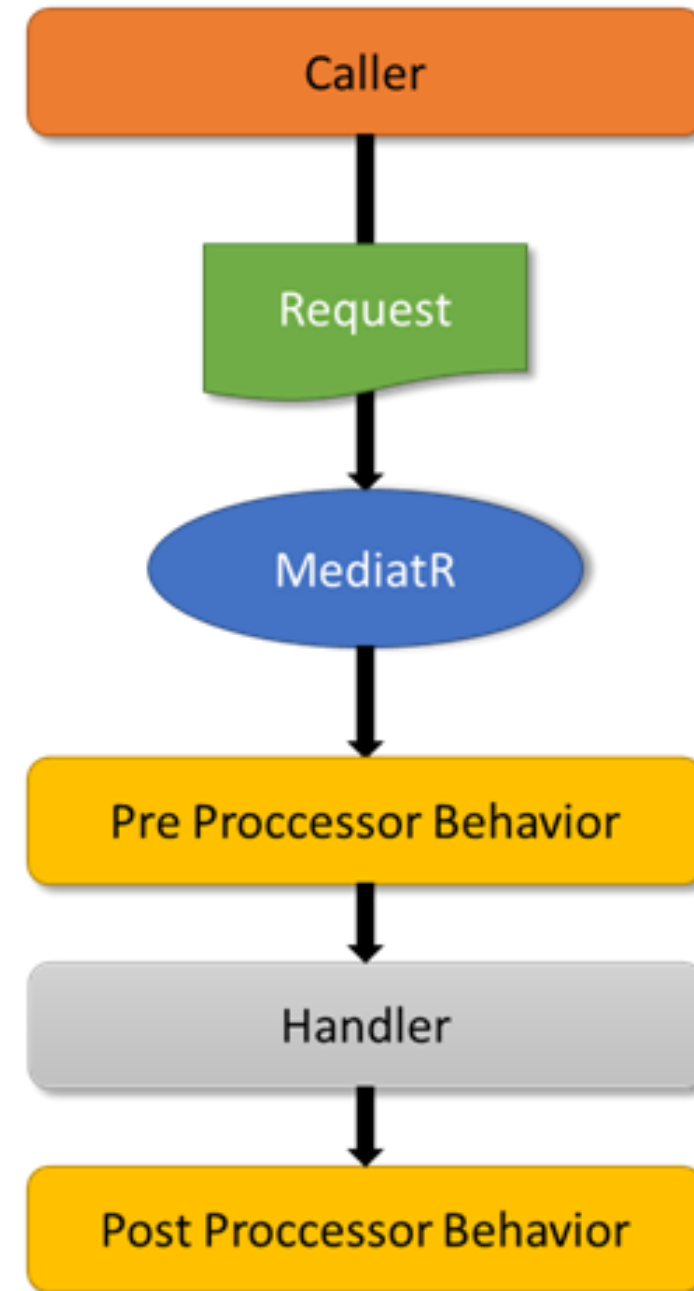 Caller
Request
MediatR
Pre Proccessor Behavior
Handler
Post Proccessor Behavior